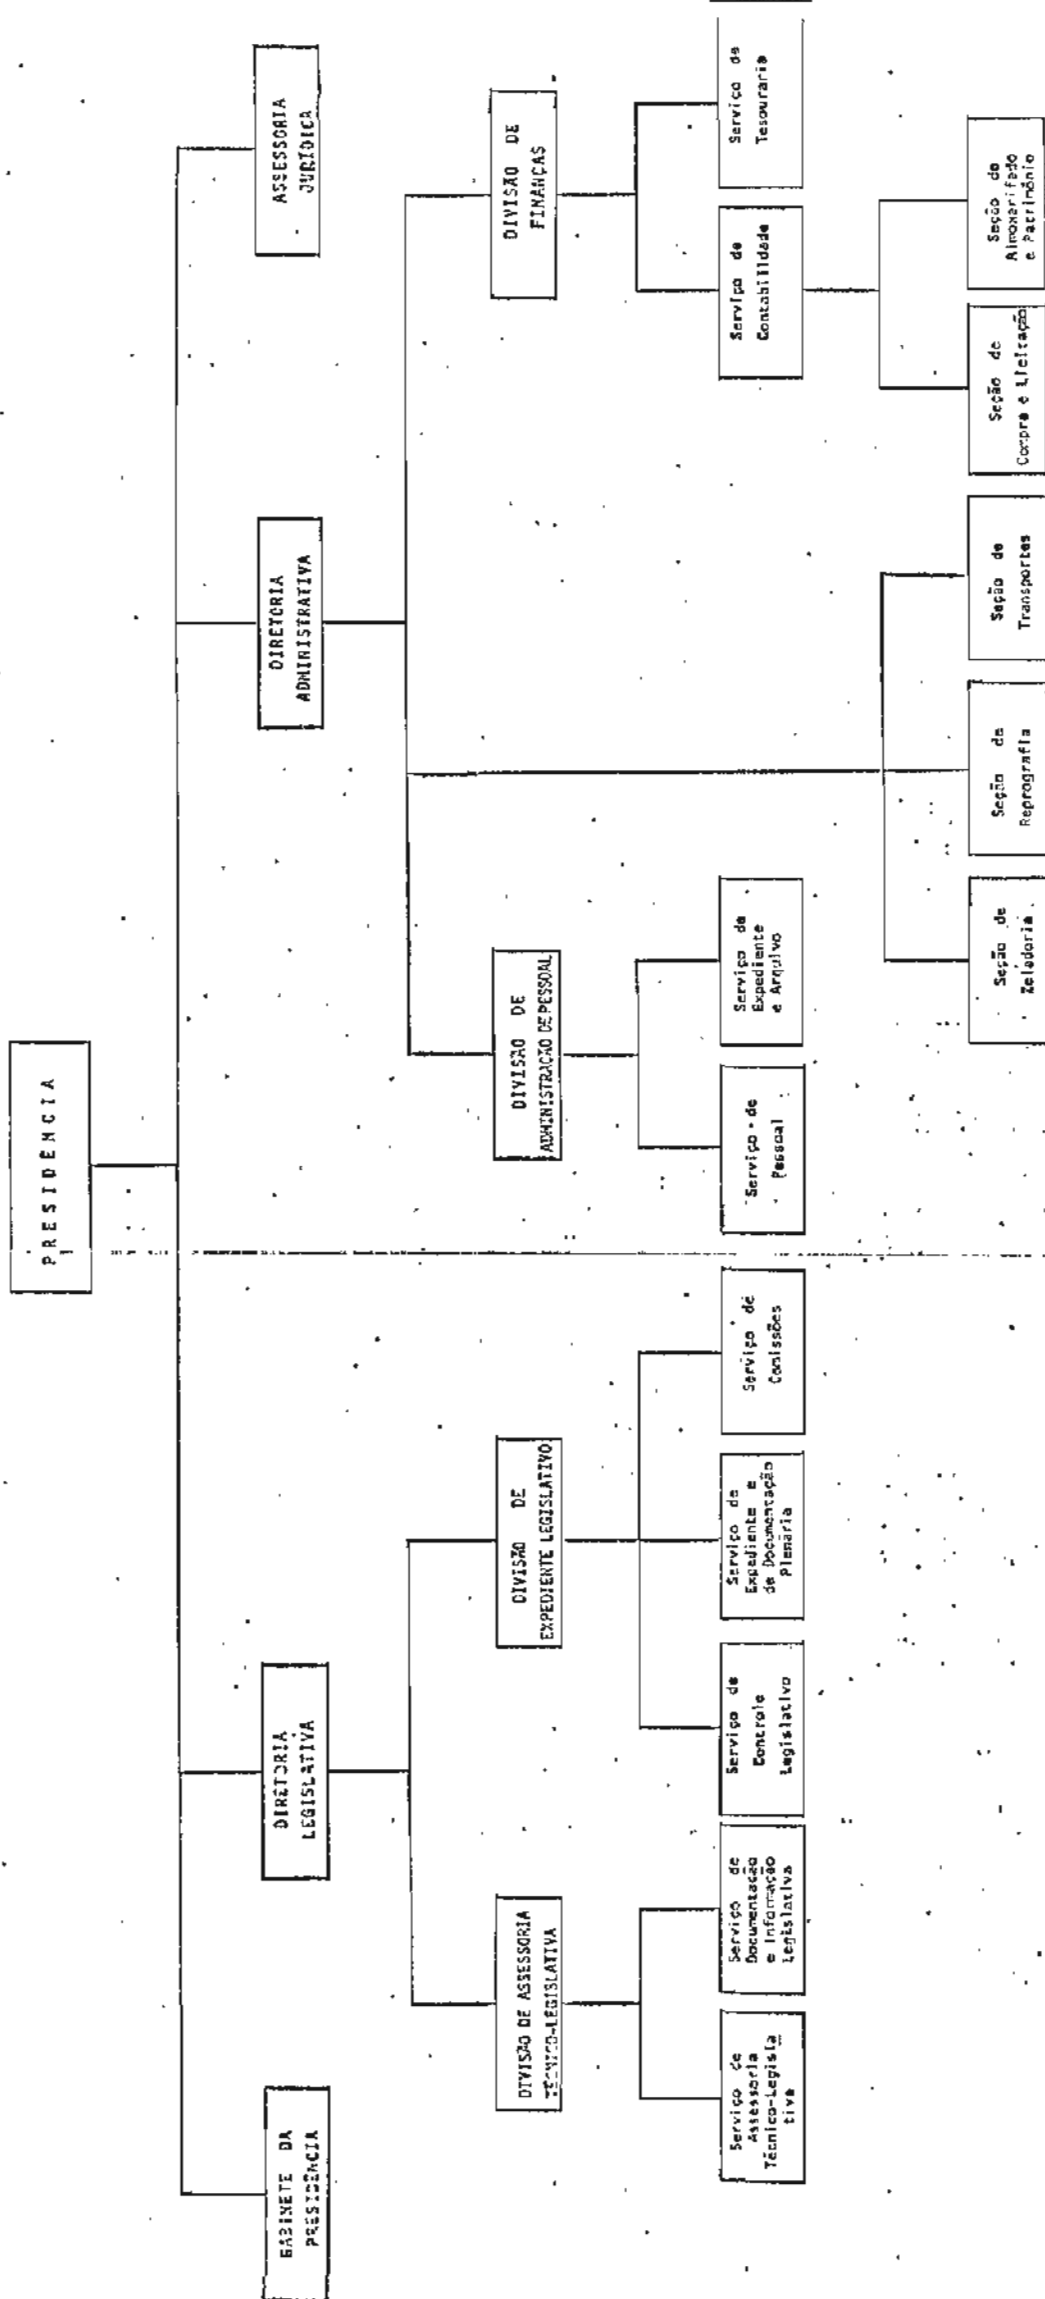 PRESIDÊNCIA
GABINETE DA
PRESIDÊNCIA
DIRETORIA
LEGISLATIVA
DIRETORIA
ADMINISTRATIVA
ASSESSORIA
JURÍDICA
DIVISÃO DE ASSESSORIA
TÉCNICO-LEGISLATIVA
DIVISÃO DE
EXPEDIENTE LEGISLATIVO
DIVISÃO DE
ADMINISTRAÇÃO DE PESSOAL
DIVISÃO DE
FINANÇAS
Serviço de
Assessoria
Técnico-Legisla
tiva
Serviço de
Documentação
e Informação
Legislativa
Serviço de
Controle
Legislativo
Serviço de
Expediente e
de Documentação
Plenária
Serviço de
Comissões
Serviço de
Pessoal
Serviço de
Expediente
e Arquivo
Serviço de
Contabilidade
Serviço de
Tesouraria
Seção de
Zeladoria
Seção de
Reprografia
Seção de
Transportes
Seção de
Compra e Licitação
Seção de
Almoxarifado
e Patrimônio